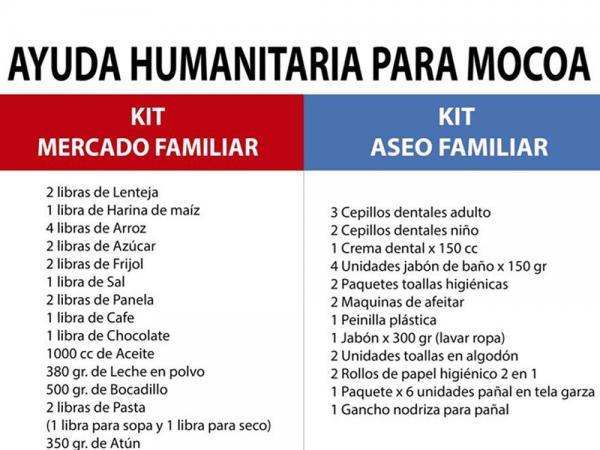 AYUDA HUMANITARIA PARA MOCOA
KIT
MERCADO FAMILIAR
2 libras de Lenteja
1 libra de Harina de maíz
4 libras de Arroz
2 libras de Azúcar
2 libras de Frijol
1 libra de Sal
2 libras de Panela
1 libra de Cafe
1 libra de Chocolate
1000 cc de Aceite
380 gr. de Leche en polvo
500 gr. de Bocadillo
2 libras de Pasta
(1 libra para sopa y 1 libra para seco)
350 gr. de Atún
KIT
ASEO FAMILIAR
3 Cepillos dentales adulto
2 Cepillos dentales niño
1 Crema dental x 150 cc
4 Unidades jabón de baño x 150 gr
2 Paquetes toallas higiénicas
2 Maquinas de afeitar
1 Peinilla plástica
1 Jabón x 300 gr (lavar ropa)
2 Unidades toallas en algodón
2 Rollos de papel higiénico 2 en 1
1 Paquete x 6 unidades pañal en tela garza
1 Gancho nodriza para pañal